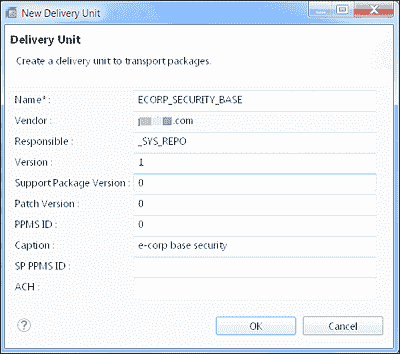 New Delivery Unit
Delivery Unit
Create a delivery unit to transport packages.
Name* : ECORP_SECURITY_BASE
Vendor : .com
Responsible : _SYS_REPO
Version : 1
Support Package Version : 0
Patch Version : 0
PPMS ID : 0
Caption : e-corp base security
SP PPMS ID :
ACH :
OK Cancel